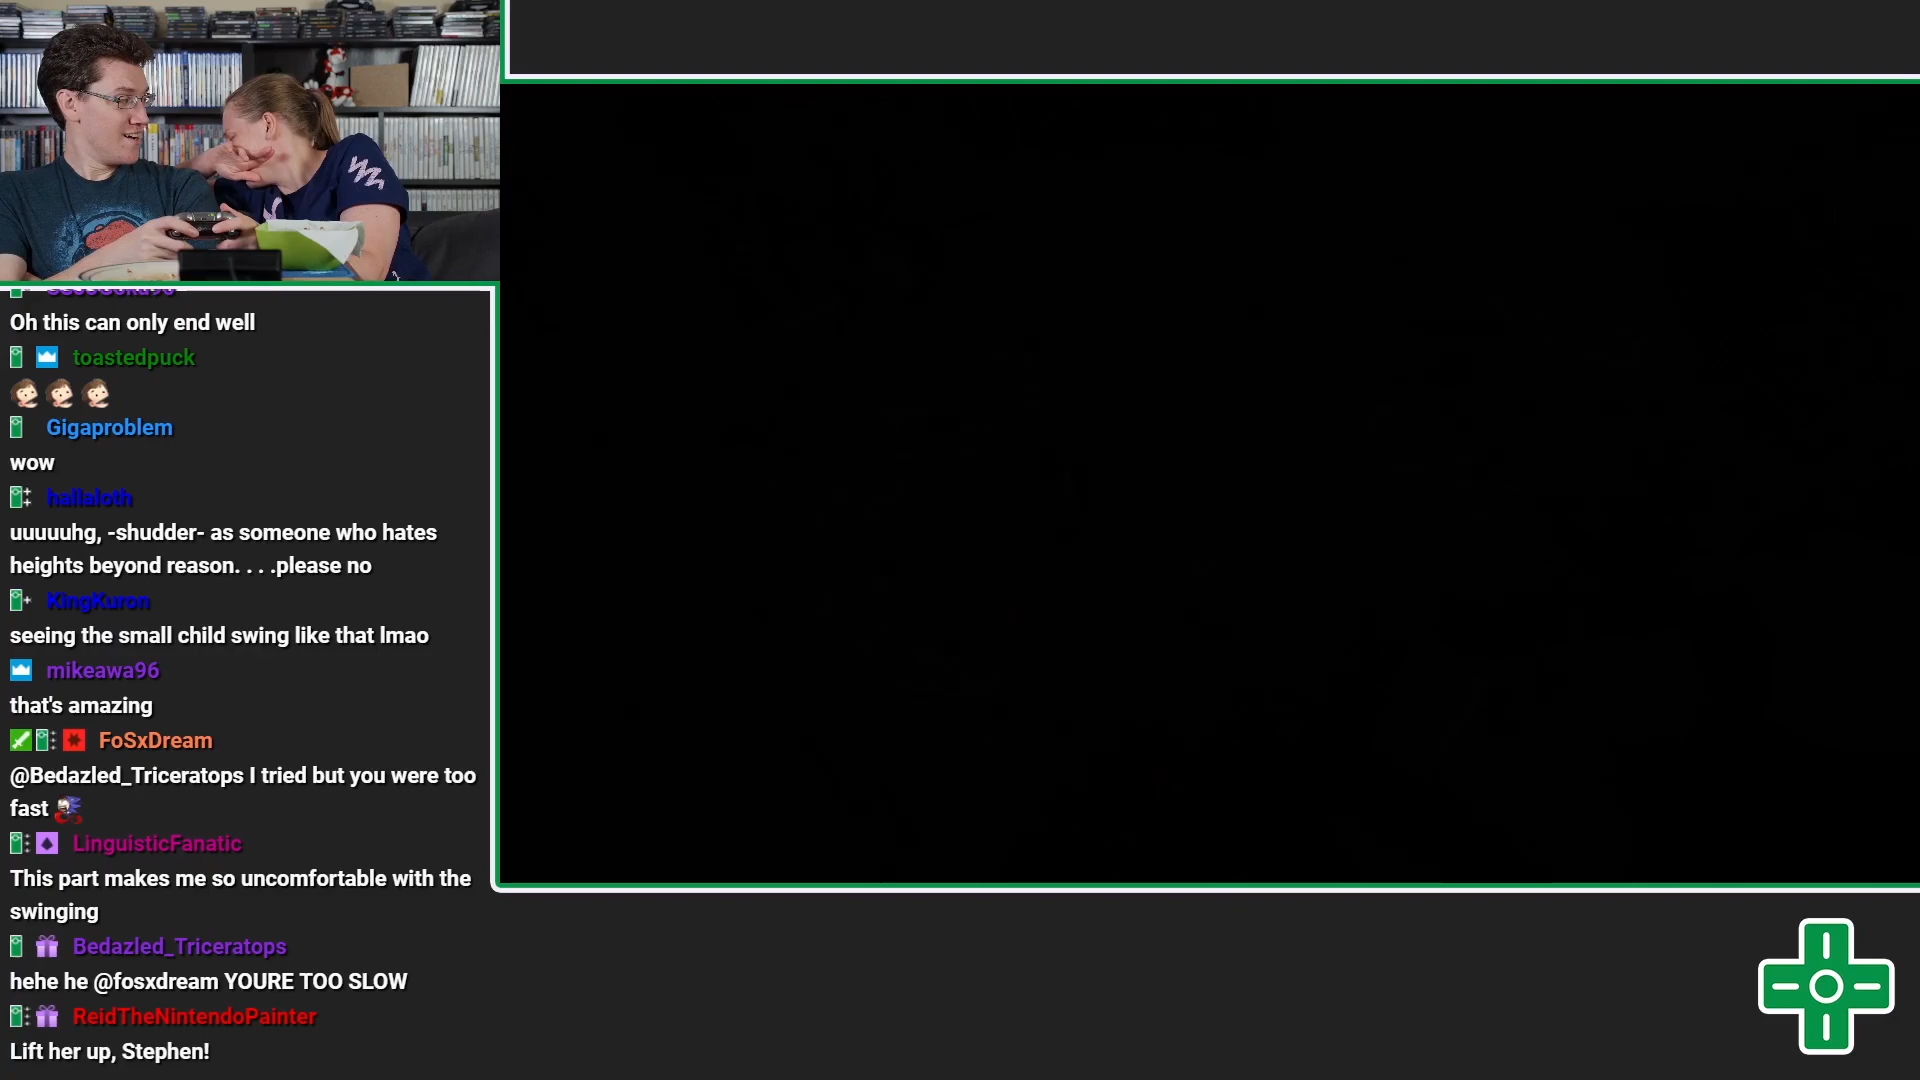 Oh this can only end well
toastedpuck
Gigaproblem
wow
hallaloth
uuuuuhg, -shudder- as someone who hates
heights beyond reason. . . .please no
KingKuron
seeing the small child swing like that lmao
mikeawa96
that's amazing
FoSxDream
@Bedazled_Triceratops I tried but you were too
fast
LinguisticFanatic
This part makes me so uncomfortable with the
swinging
Bedazled_Triceratops
hehe he @fosxdream YOURE TOO SLOW
ReidTheNintendoPainter
Lift her up, Stephen!